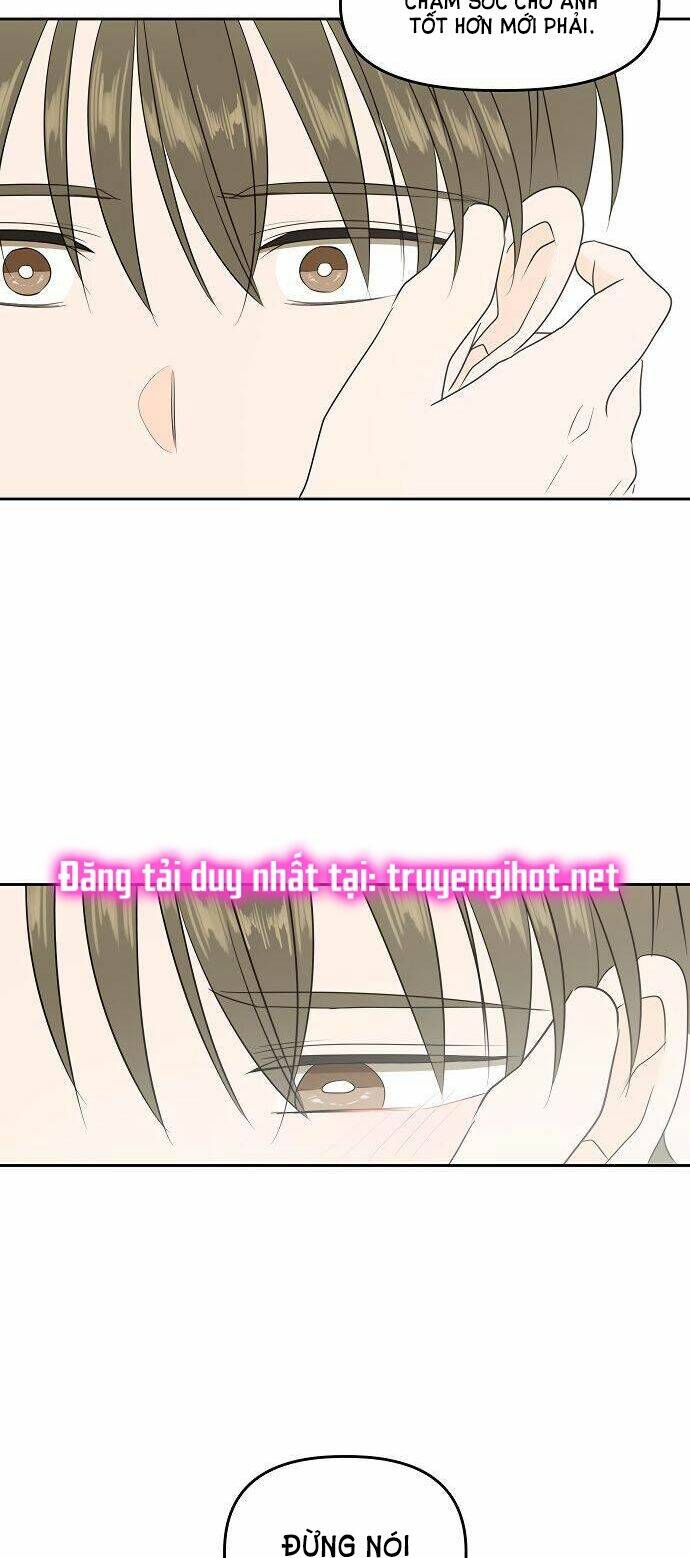 CHĂM SÓC CHO ANH
TỐT HƠN MỚI PHẢI.
Đăng tải duy nhất tại: truyengihot.net
ĐỪNG NÓI